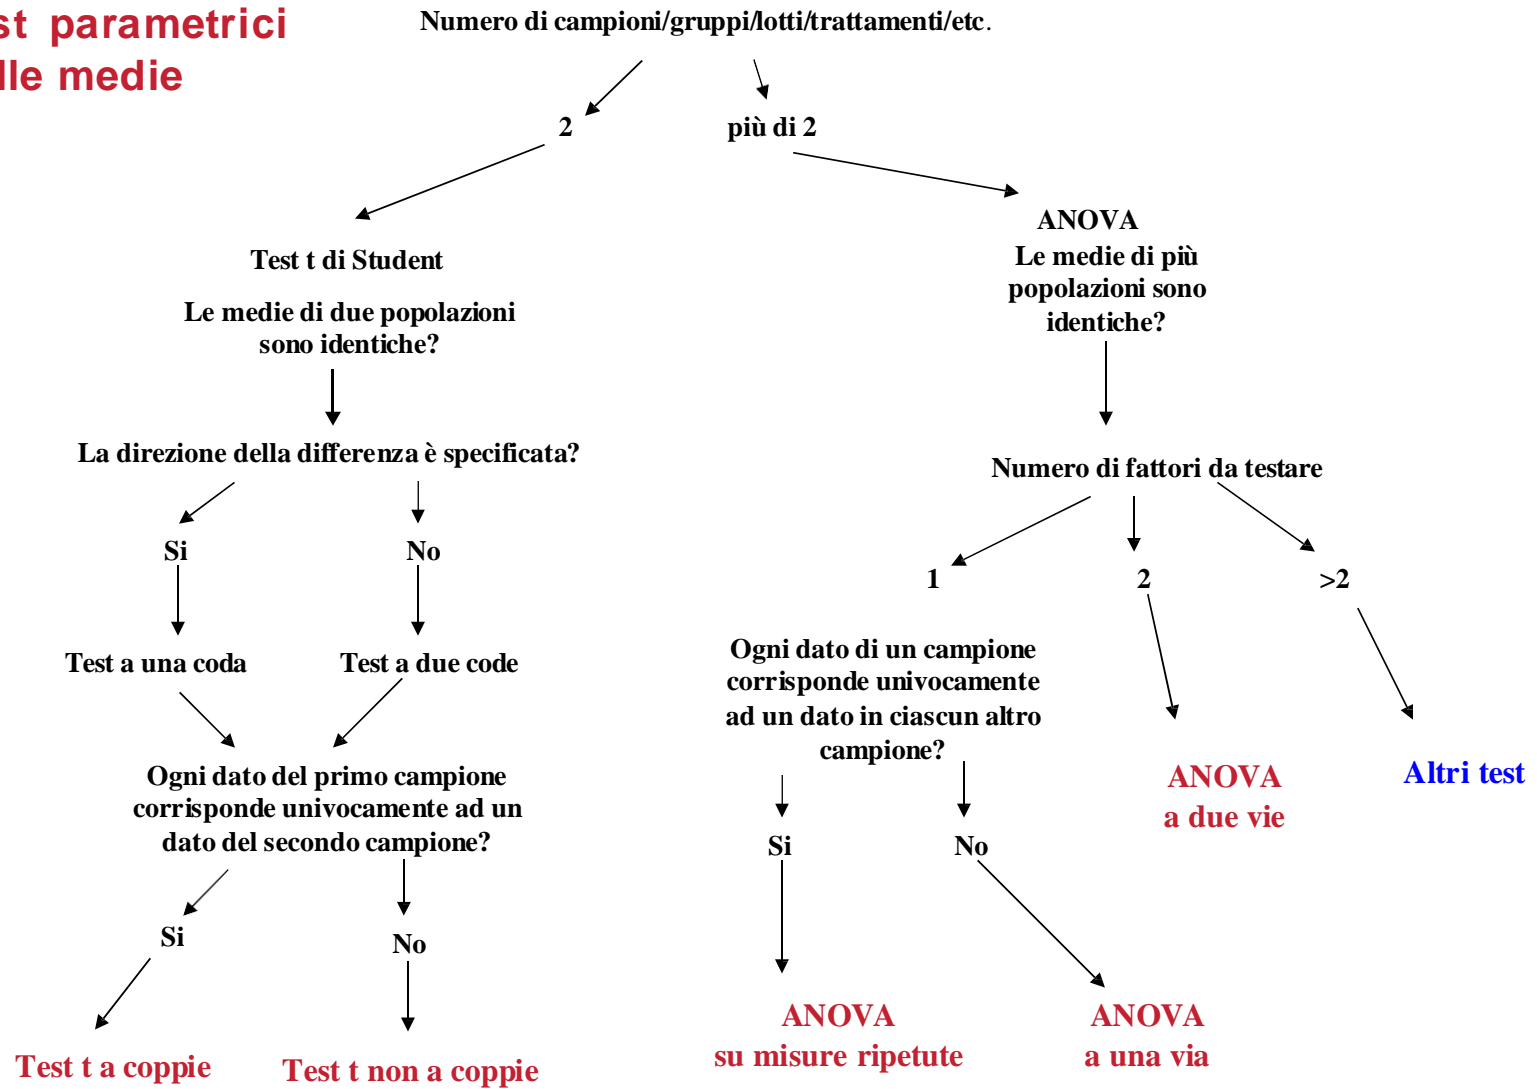 st parametrici
lle medie
Numero di campioni/gruppi/lotti/trattamenti/etc.
2
più di 2
Test t di Student
Le medie di due popolazioni
sono identiche?
La direzione della differenza è specificata?
Si
No
Test a una coda
Test a due code
Ogni dato del primo campione
corrisponde univocamente ad un
dato del secondo campione?
Si
No
Test t a coppie
Test t non a coppie
ANOVA
Le medie di più
popolazioni sono
identiche?
Numero di fattori da testare
1
2
>2
Ogni dato di un campione
corrisponde univocamente
ad un dato in ciascun altro
campione?
Si
No
ANOVA
su misure ripetute
ANOVA
a una via
ANOVA
a due vie
Altri test